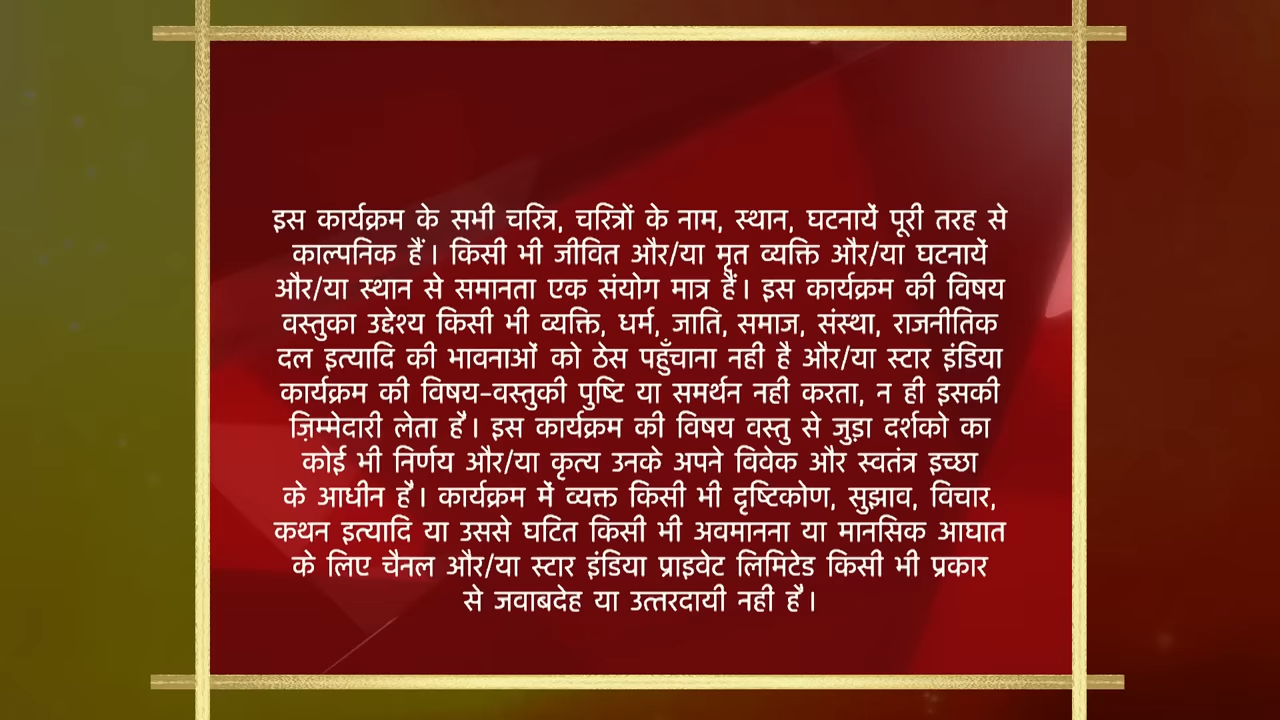 इस कार्यक्रम के सभी चरित्र, चरित्रों के नाम, स्थान, घटनायें पूरी तरह से
काल्पनिक हैं। किसी भी जीवित और/या मृत व्यक्ति और/या घटनायें
और/या स्थान से समानता एक संयोग मात्र हैं। इस कार्यक्रम की विषय
वस्तुका उद्देश्य किसी भी व्यक्ति, धर्म, जाति, समाज, संस्था, राजनीतिक
दल इत्यादि की भावनाओं को ठेस पहुँचाना नही है और/या स्टार इंडिया
कार्यक्रम की विषय-वस्तुकी पुष्टि या समर्थन नही करता, न ही इसकी
ज़िम्मेदारी लेता हैं। इस कार्यक्रम की विषय वस्तु से जुड़ा दर्शको का
कोई भी निर्णय और/या कृत्य उनके अपने विवेक और स्वतंत्र इच्छा
के आधीन हैं। कार्यक्रम में व्यक्त किसी भी दृष्टिकोण, सुझाव, विचार,
कथन इत्यादि या उससे घटित किसी भी अवमानना या मानसिक आघात
के लिए चैनल और/या स्टार इंडिया प्राइवेट लिमिटेड किसी भी प्रकार
से जवाबदेह या उत्तरदायी नही हैं।